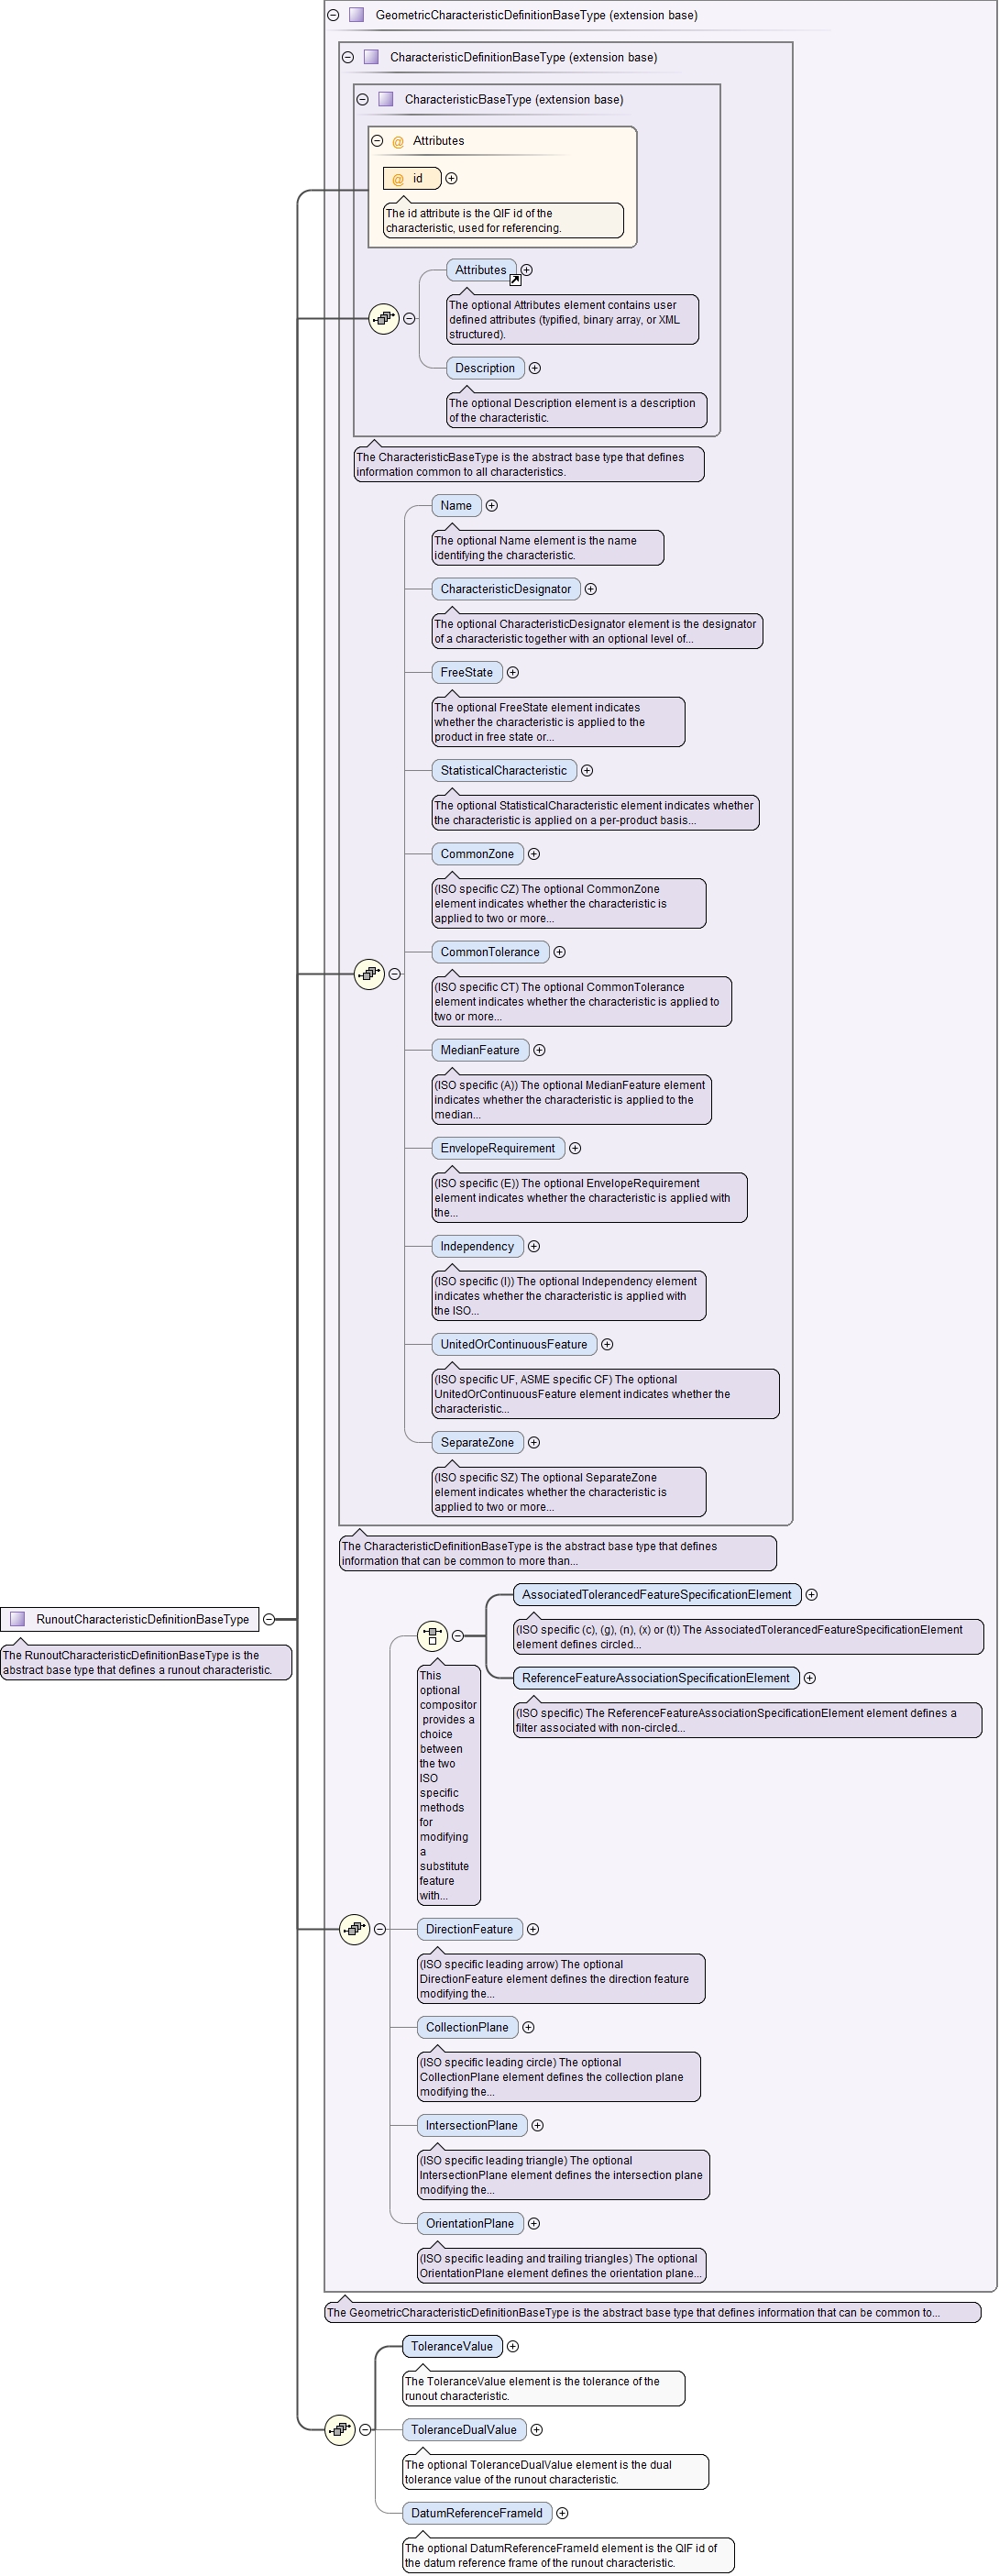 GeometricCharacteristicDefinitionBaseType (extension base)
CharacteristicDefinitionBaseType (extension base)
CharacteristicBaseType (extension base)
@ Attributes
@ id
The id attribute is the QIF id of the
characteristic, used for referencing.
Attributes
The optional Attributes element contains user
defined attributes (typified, binary array, or XML
structured).
Description
The optional Description element is a description
of the characteristic.
The CharacteristicBaseType is the abstract base type that defines
information common to all characteristics.
Name
The optional Name element is the name
identifying the characteristic.
CharacteristicDesignator
The optional CharacteristicDesignator element is the designator
of a characteristic together with an optional level of...
FreeState
The optional FreeState element indicates
whether the characteristic is applied to the
product in free state or...
StatisticalCharacteristic
The optional StatisticalCharacteristic element indicates whether
the characteristic is applied on a per-product basis...
CommonZone
(ISO specific CZ) The optional CommonZone
element indicates whether the characteristic is
applied to two or more...
CommonTolerance
(ISO specific CT) The optional CommonTolerance
element indicates whether the characteristic is applied to
two or more...
MedianFeature
(ISO specific (A)) The optional MedianFeature element
indicates whether the characteristic is applied to the
median...
EnvelopeRequirement
(ISO specific (E)) The optional EnvelopeRequirement
element indicates whether the characteristic is applied with
the...
Independency
(ISO specific (I)) The optional Independency element
indicates whether the characteristic is applied with
the ISO...
UnitedOrContinuousFeature
(ISO specific UF, ASME specific CF) The optional
UnitedOrContinuousFeature element indicates whether the
characteristic...
SeparateZone
(ISO specific SZ) The optional SeparateZone
element indicates whether the characteristic is
applied to two or more...
The CharacteristicDefinitionBaseType is the abstract base type that defines
information that can be common to more than...
AssociatedTolerancedFeatureSpecificationElement
(ISO specific (c), (g), (n), (x) or (t)) The AssociatedTolerancedFeatureSpecificationElement
element defines circled...
RunoutCharacteristicDefinitionBaseType
The RunoutCharacteristicDefinitionBaseType is the
abstract base type that defines a runout characteristic.
ReferenceFeatureAssociationSpecificationElement
(ISO specific) The ReferenceFeatureAssociationSpecificationElement element defines a
filter associated with non-circled...
This
optional
compositor
provides a
choice
between
the two
ISO
specific
methods
for
modifying
a
substitute
feature
with...
DirectionFeature
(ISO specific leading arrow) The optional
DirectionFeature element defines the direction feature
modifying the...
CollectionPlane
(ISO specific leading circle) The optional
CollectionPlane element defines the collection plane
modifying the...
IntersectionPlane
(ISO specific leading triangle) The optional
IntersectionPlane element defines the intersection plane
modifying the...
OrientationPlane
(ISO specific leading and trailing triangles) The optional
OrientationPlane element defines the orientation plane...
The GeometricCharacteristicDefinitionBaseType is the abstract base type that defines information that can be common to...
ToleranceValue
The ToleranceValue element is the tolerance of the
runout characteristic.
ToleranceDualValue
The optional ToleranceDualValue element is the dual
tolerance value of the runout characteristic.
DatumReferenceFrameId
The optional DatumReferenceFrameId element is the QIF id of
the datum reference frame of the runout characteristic.